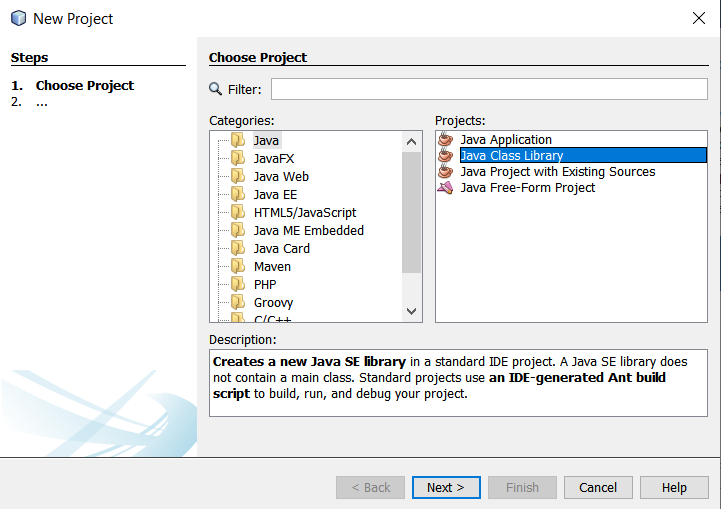 New Project
Steps
1. Choose Project
2. ...
Choose Project
Filter:
Categories:
Java
JavaFX
Java Web
Java EE
HTML5/JavaScript
Java ME Embedded
Java Card
Maven
PHP
Groovy
C/C++
Projects:
Java Application
Java Class Library
Java Project with Existing Sources
Java Free-Form Project
Description:
Creates a new Java SE library in a standard IDE project. A Java SE library does
not contain a main class. Standard projects use an IDE-generated Ant build
script to build, run, and debug your project.
< Back
Next >
Finish
Cancel
Help